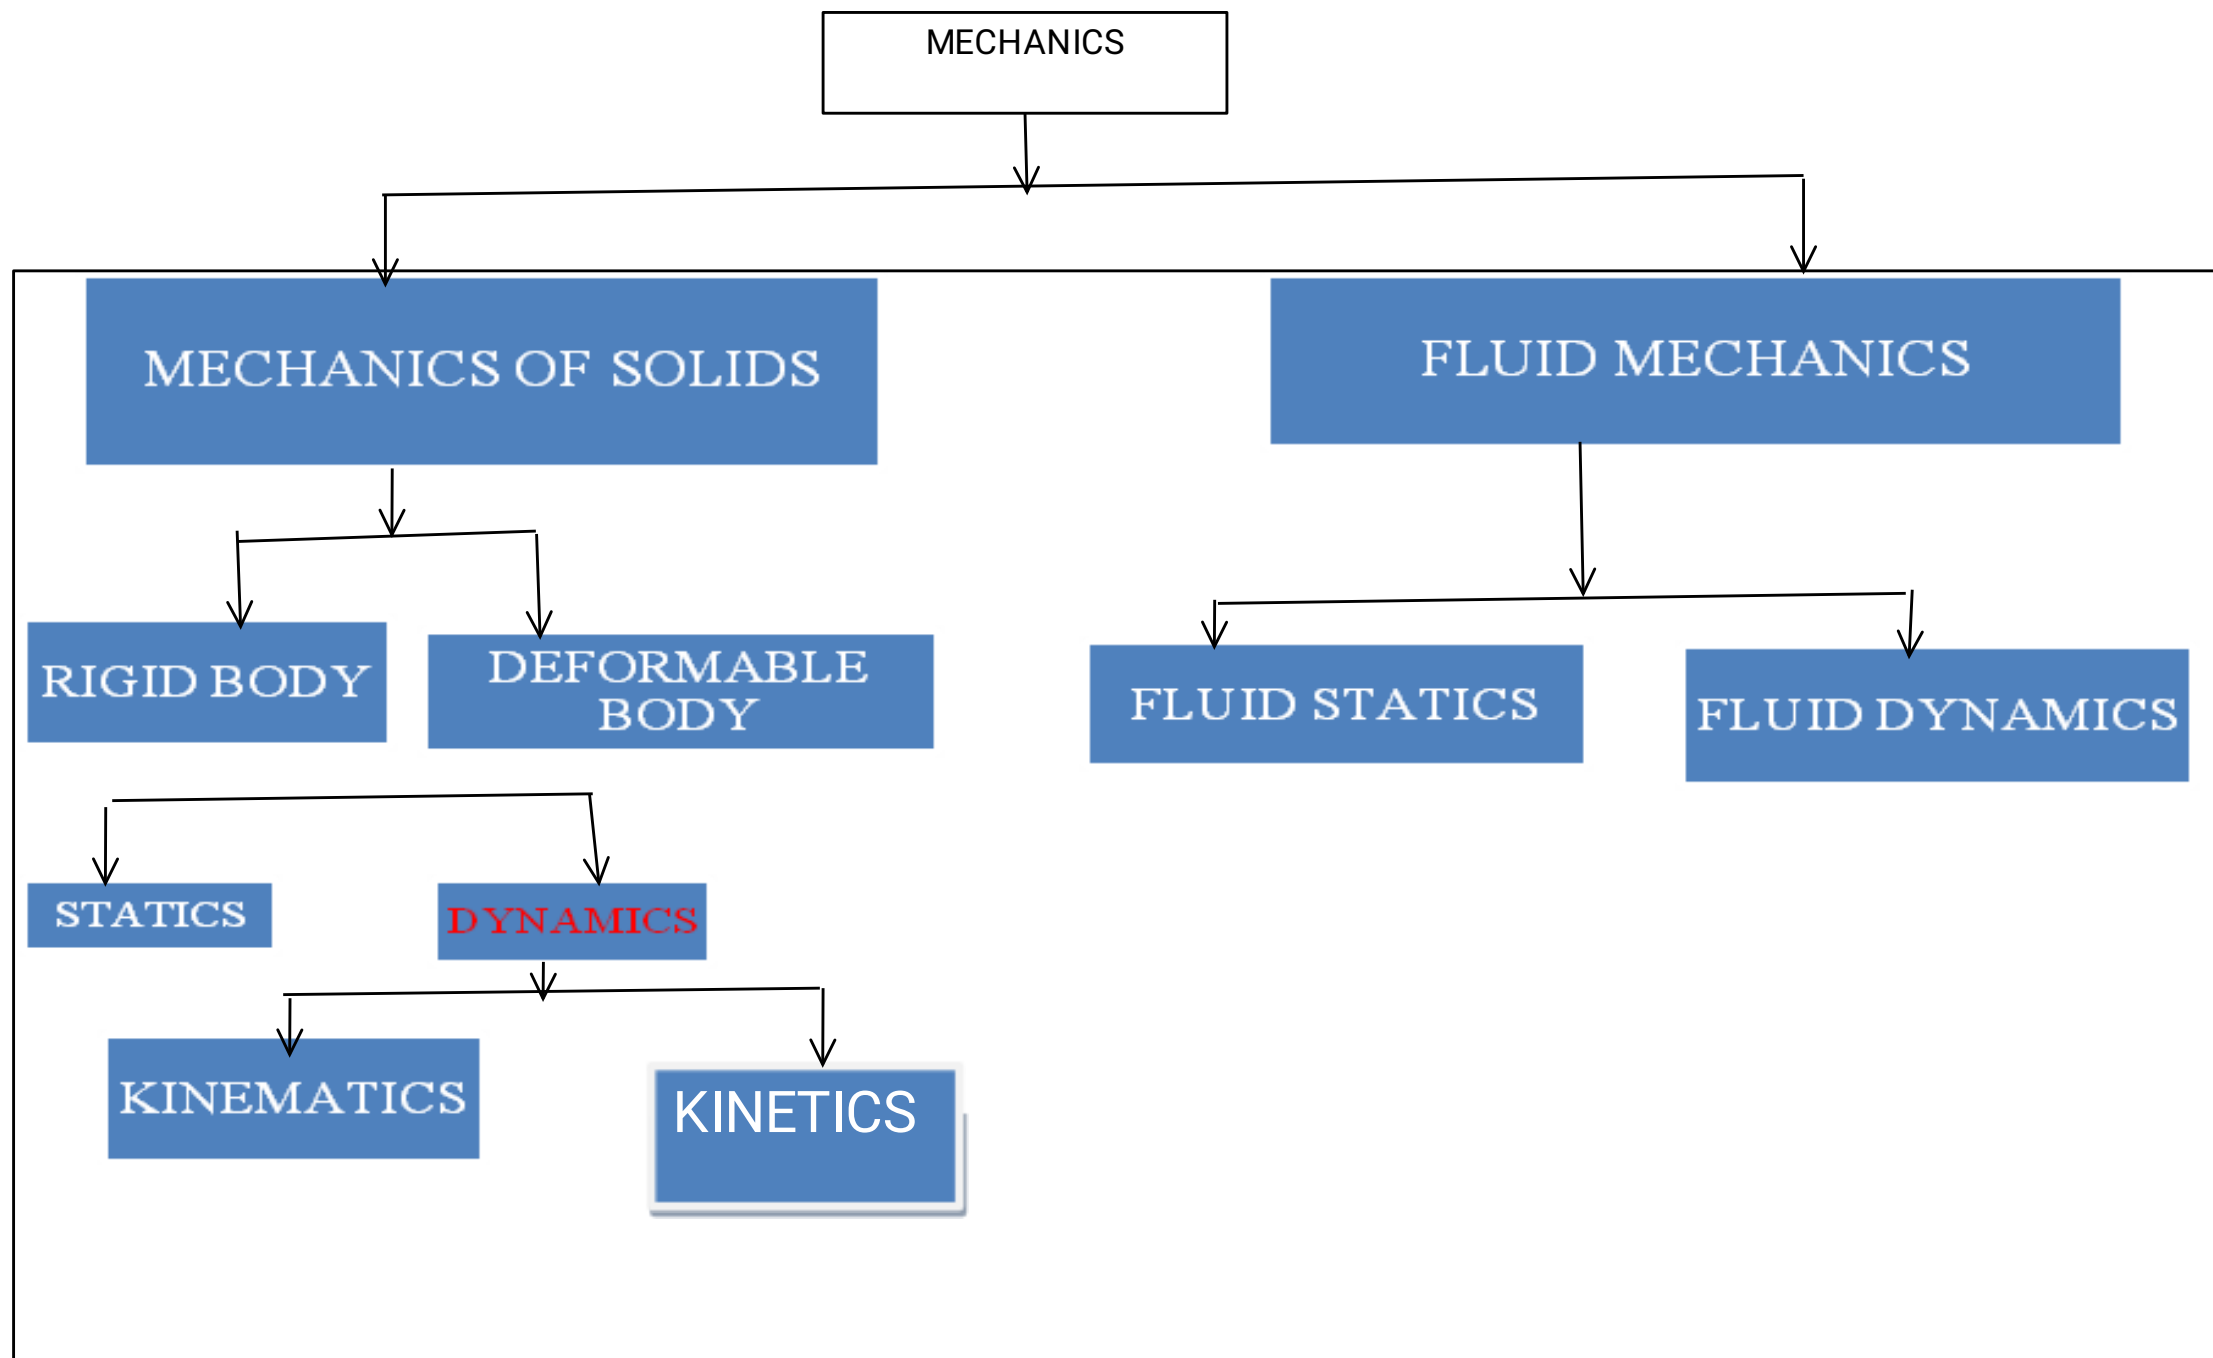 MECHANICS
MECHANICS OF SOLIDS
FLUID MECHANICS
RIGID BODY
DEFORMABLE
BODY
FLUID STATICS
FLUID DYNAMICS
STATICS
DYNAMICS
KINEMATICS
KINETICS